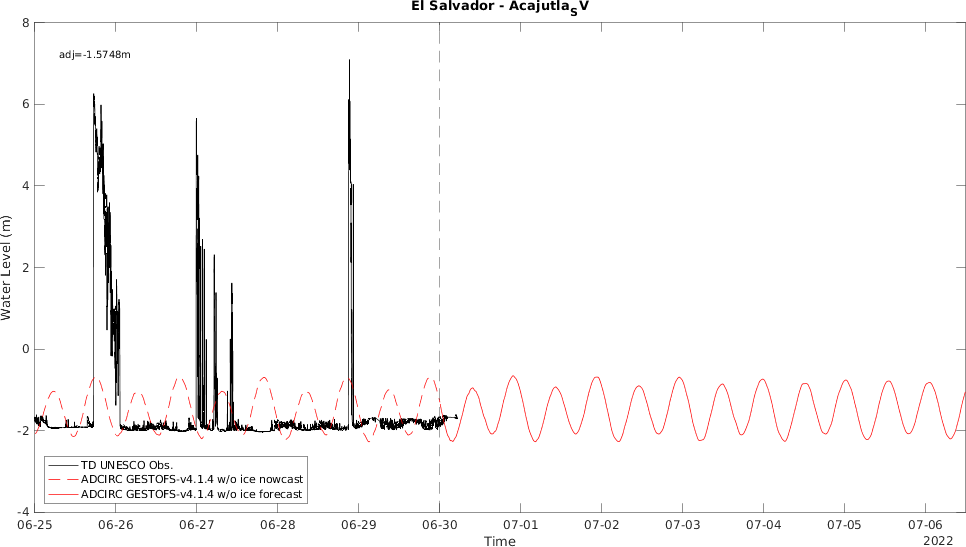 El Salvador - AcajutlaSV
adj=-1.5748m
Water Level (m)
8
6
4
2
0
-2
-4
TD UNESCO Obs.
ADCIRC GESTOFS-v4.1.4 w/o ice nowcast
ADCIRC GESTOFS-v4.1.4 w/o ice forecast
06-25 06-26 06-27 06-28 06-29 06-30 07-01 07-02 07-03 07-04 07-05 07-06
Time
2022